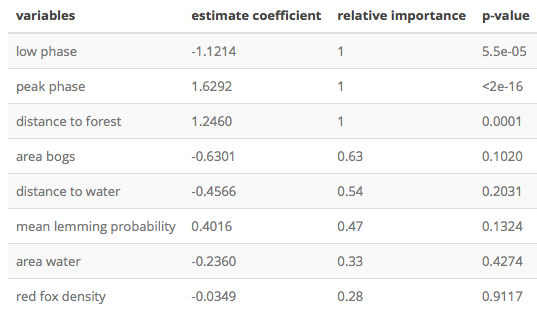 variables estimate coefficient relative importance p-value
low phase -1.1214 1 5.5e-05
peak phase 1.6292 1 <2e-16
distance to forest 1.2460 1 0.0001
area bogs -0.6301 0.63 0.1020
distance to water -0.4566 0.54 0.2031
mean lemming probability 0.4016 0.47 0.1324
area water -0.2360 0.33 0.4274
red fox density -0.0349 0.28 0.9117